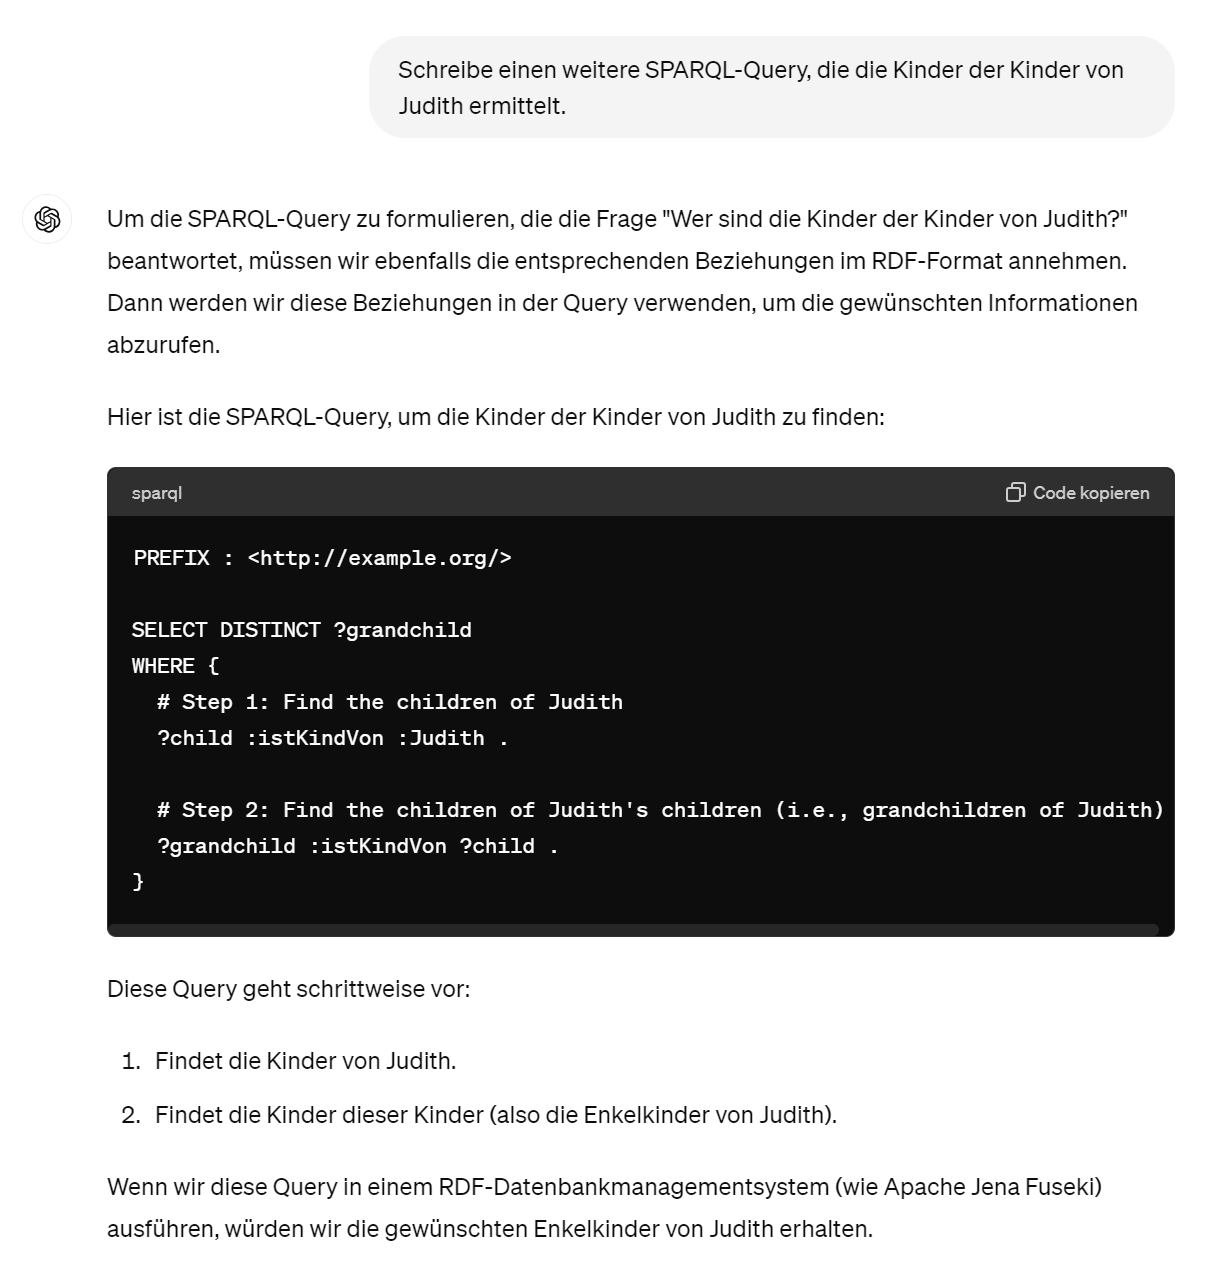 Schreibe einen weitere SPARQL-Query, die die Kinder der Kinder von
Judith ermittelt.
Um die SPARQL-Query zu formulieren, die die Frage "Wer sind die Kinder der Kinder von Judith?"
beantwortet, müssen wir ebenfalls die entsprechenden Beziehungen im RDF-Format annehmen.
Dann werden wir diese Beziehungen in der Query verwenden, um die gewünschten Informationen
abzurufen.
Hier ist die SPARQL-Query, um die Kinder der Kinder von Judith zu finden:
sparql
Code kopieren
PREFIX : <http://example.org/>
SELECT DISTINCT ?grandchild
WHERE {
  # Step 1: Find the children of Judith
  ?child :istKindVon :Judith .
  # Step 2: Find the children of Judith's children (i.e., grandchildren of Judith)
  ?grandchild :istKindVon ?child .
}
Diese Query geht schrittweise vor:
1. Findet die Kinder von Judith.
2. Findet die Kinder dieser Kinder (also die Enkelkinder von Judith).
Wenn wir diese Query in einem RDF-Datenbankmanagementsystem (wie Apache Jena Fuseki)
ausführen, würden wir die gewünschten Enkelkinder von Judith erhalten.